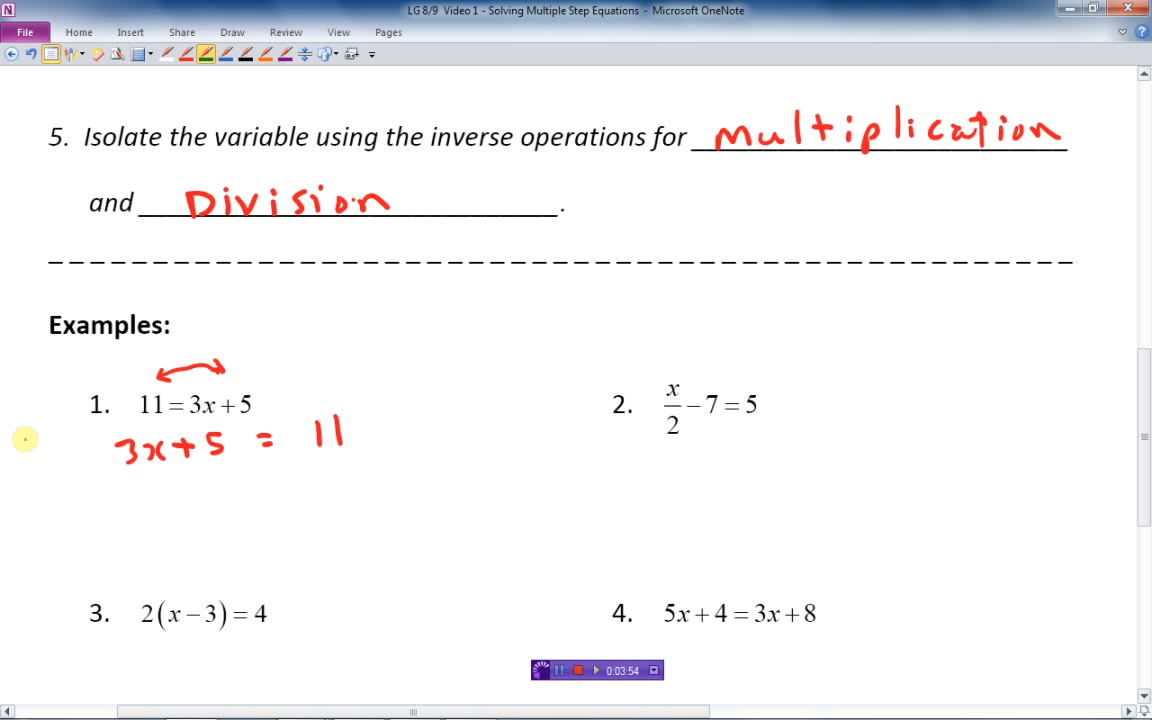 LG 8/9 Video 1 - Solving Multiple Step Equations - Microsoft OneNote
File Home Insert Share Draw Review View Pages
5. Isolate the variable using the inverse operations for multiplication
and Division .
Examples:
1. 11 = 3x + 5
3x + 5 = 11
2. x/2 − 7 = 5
3. 2(x − 3) = 4
4. 5x + 4 = 3x + 8
0:03:54